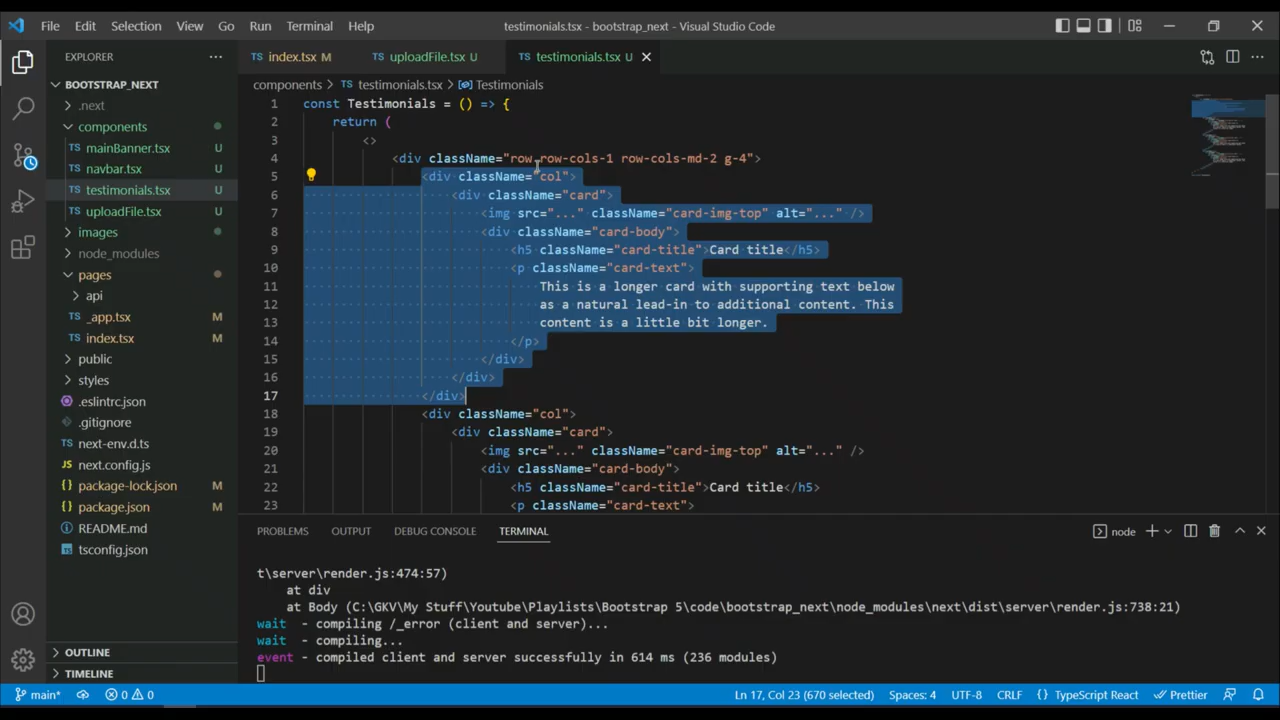 File Edit Selection View Go Run Terminal Help testimonials.tsx - bootstrap_next - Visual Studio Code
EXPLORER
index.tsx M
TS uploadFile.tsx U
TS testimonials.tsx U
BOOTSTRAP_NEXT
.next
components
mainBanner.tsx U
navbar.tsx U
testimonials.tsx U
uploadFile.tsx U
images
node_modules
pages
api
_app.tsx M
index.tsx M
public
styles
.eslintrc.json
.gitignore
next-env.d.ts
next.config.js
package-lock.json M
package.json M
README.md
tsconfig.json
OUTLINE
TIMELINE
components > TS testimonials.tsx > Testimonials
1 const Testimonials = () => {
2 return (
3 <>
4 <div className="row row-cols-1 row-cols-md-2 g-4">
5 <div className="col">
6 <div className="card">
7 <img src="..." className="card-img-top" alt="..." />
8 <div className="card-body">
9 <h5 className="card-title">Card title</h5>
10 <p className="card-text">
11 This is a longer card with supporting text below
12 as a natural lead-in to additional content. This
13 content is a little bit longer.
14 </p>
15 </div>
16 </div>
17 </div>
18 <div className="col">
19 <div className="card">
20 <img src="..." className="card-img-top" alt="..." />
21 <div className="card-body">
22 <h5 className="card-title">Card title</h5>
23 <p className="card-text">
PROBLEMS OUTPUT DEBUG CONSOLE TERMINAL node
t\server\render.js:474:57)
at div
at Body (C:\GKV\My Stuff\Youtube\Playlists\Bootstrap 5\code\bootstrap_next\node_modules\next\dist\server\render.js:738:21)
wait - compiling /_error (client and server)...
wait - compiling...
event - compiled client and server successfully in 614 ms (236 modules)
main* 0 0 Ln 17, Col 23 (670 selected) Spaces: 4 UTF-8 CRLF {} TypeScript React Prettier